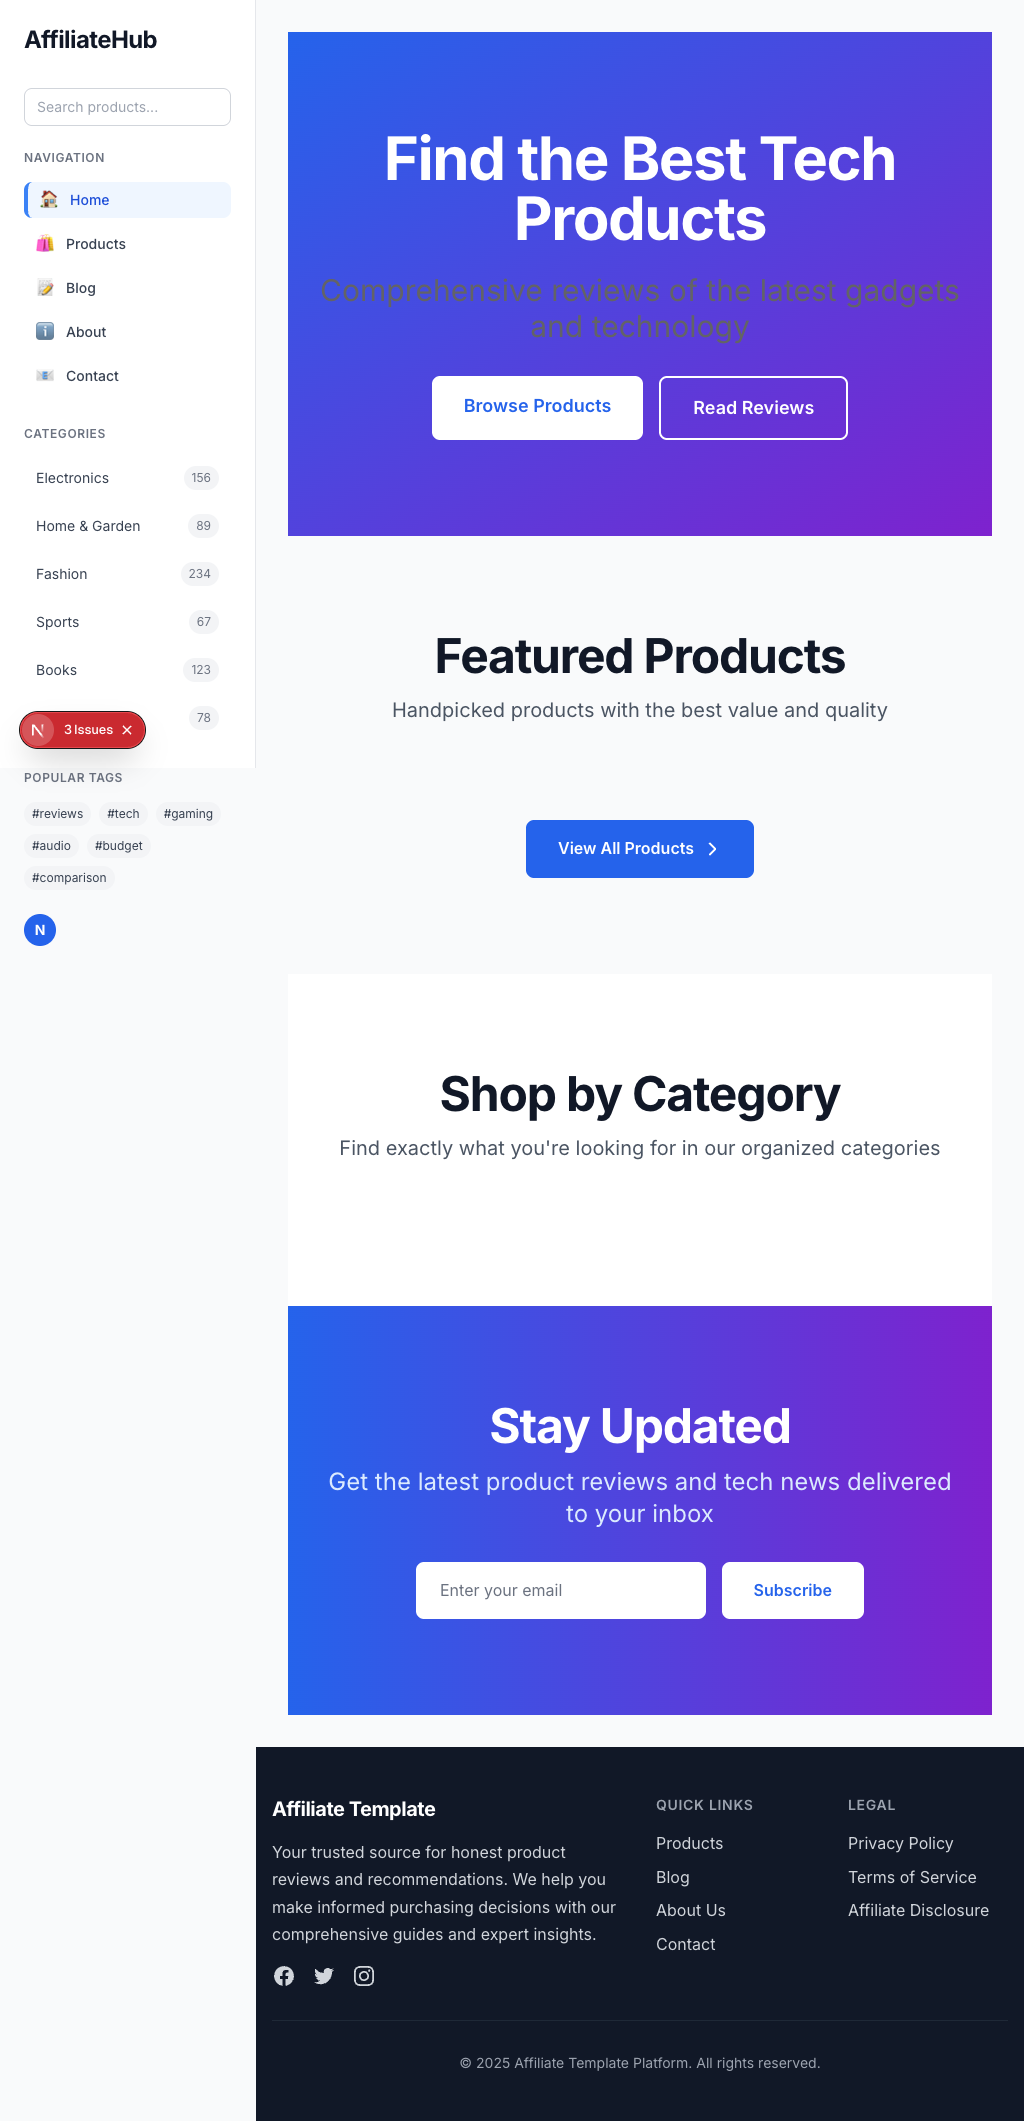 AffiliateHub
Search products...
NAVIGATION
Home
Products
Blog
About
Contact
CATEGORIES
Electronics 156
Home & Garden 89
Fashion 234
Sports 67
Books 123
78
N 3 Issues
POPULAR TAGS
#reviews #tech #gaming
#audio #budget
#comparison
N
Find the Best Tech
Products
Comprehensive reviews of the latest gadgets
and technology
Browse Products Read Reviews
Featured Products
Handpicked products with the best value and quality
View All Products
Shop by Category
Find exactly what you're looking for in our organized categories
Stay Updated
Get the latest product reviews and tech news delivered
to your inbox
Enter your email Subscribe
Affiliate Template
Your trusted source for honest product
reviews and recommendations. We help you
make informed purchasing decisions with our
comprehensive guides and expert insights.
QUICK LINKS
Products
Blog
About Us
Contact
LEGAL
Privacy Policy
Terms of Service
Affiliate Disclosure
© 2025 Affiliate Template Platform. All rights reserved.